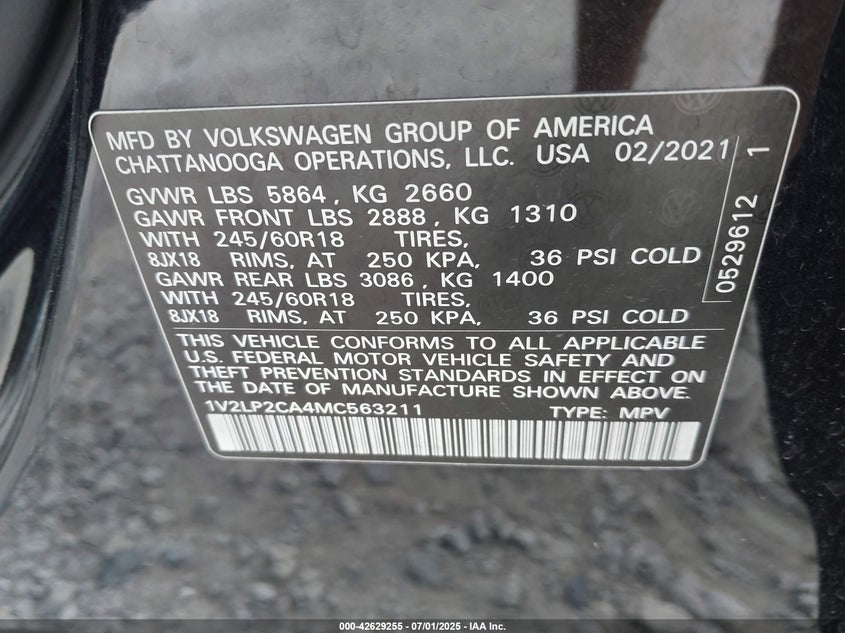 MFD BY VOLKSWAGEN GROUP OF AMERICA
CHATTANOOGA OPERATIONS, LLC. USA 02/2021
GVWR LBS 5864, KG 2660
GAWR FRONT LBS 2888, KG 1310
WITH 245/60R18 TIRES,
8JX18 RIMS, AT 250 KPA, 36 PSI COLD
GAWR REAR LBS 3086, KG 1400
WITH 245/60R18 TIRES,
8JX18 RIMS, AT 250 KPA, 36 PSI COLD
0529612 1
THIS VEHICLE CONFORMS TO ALL APPLICABLE
U.S. FEDERAL MOTOR VEHICLE SAFETY AND
THEFT PREVENTION STANDARDS IN EFFECT ON
THE DATE OF MANUFACTURE SHOWN ABOVE.
1V2LP2CA4MC563211 TYPE: MPV
000-42629255 - 07/01/2025 - IAA Inc.